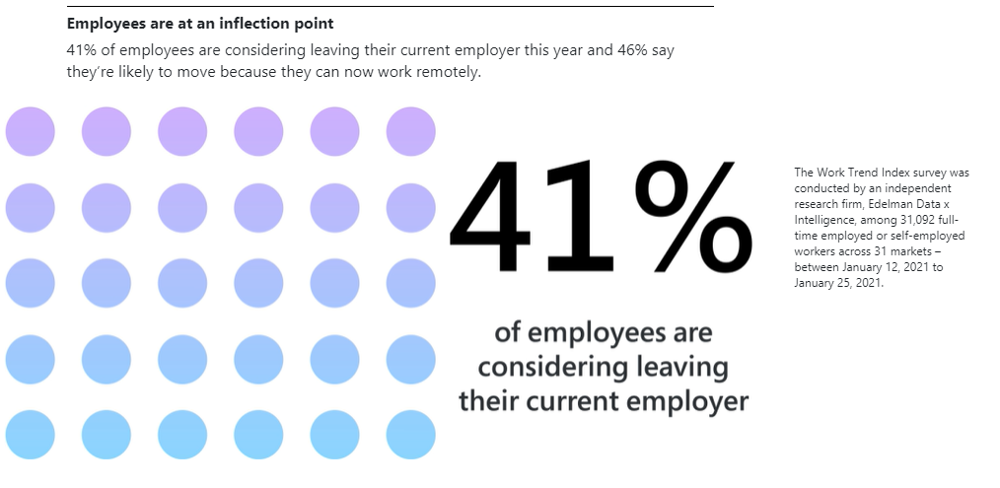 Employees are at an inflection point
41% of employees are considering leaving their current employer this year and 46% say
they're likely to move because they can now work remotely.
41%
of employees are
considering leaving
their current employer
The Work Trend Index survey was
conducted by an independent
research firm, Edelman Data x
Intelligence, among 31,092 full-
time employed or self-employed
workers across 31 markets –
between January 12, 2021 to
January 25, 2021.